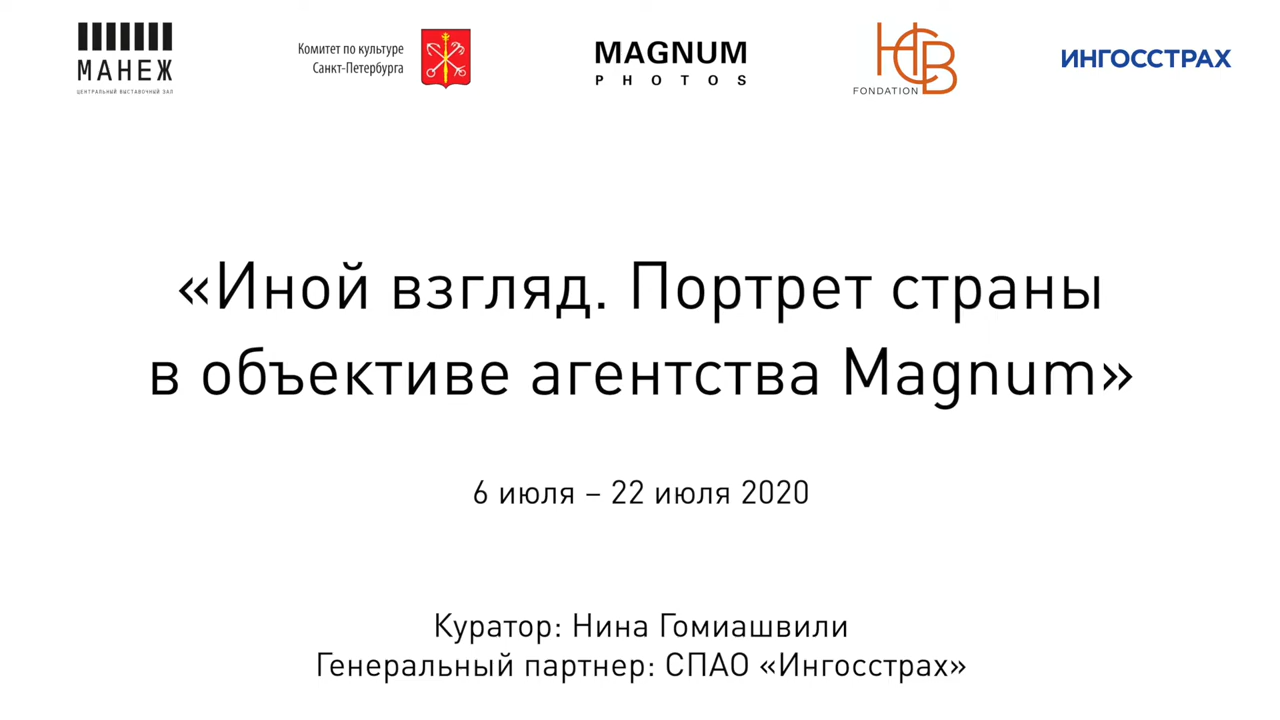 МАНЕЖ
ЦЕНТРАЛЬНЫЙ ВЫСТАВОЧНЫЙ ЗАЛ
Комитет по культуре
Санкт-Петербурга
MAGNUM
PHOTOS
HCB
FONDATION
ИНГОССТРАХ
«Иной взгляд. Портрет страны
в объективе агентства Magnum»
6 июля – 22 июля 2020
Куратор: Нина Гомиашвили
Генеральный партнер: СПАО «Ингосстрах»